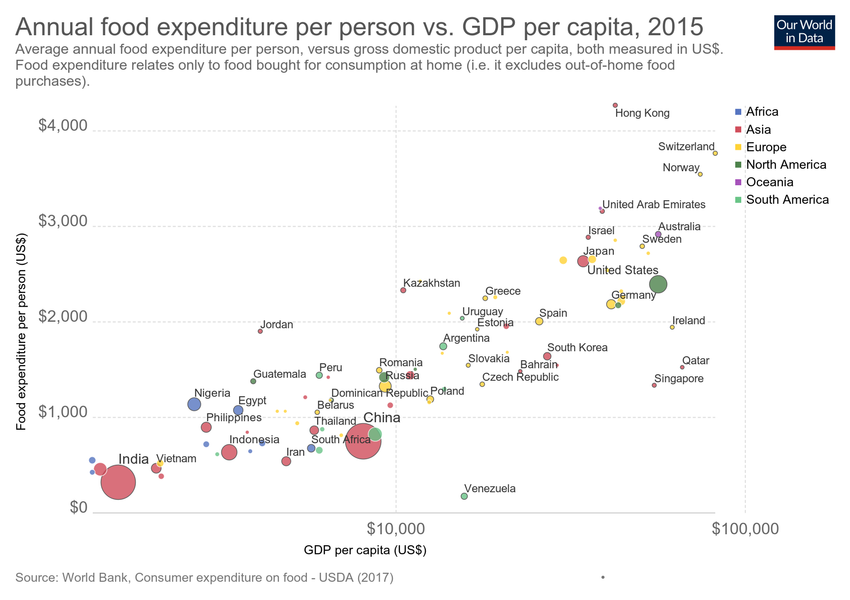 Annual food expenditure per person vs. GDP per capita, 2015
Our World
in Data
Average annual food expenditure per person, versus gross domestic product per capita, both measured in US$.
Food expenditure relates only to food bought for consumption at home (i.e. it excludes out-of-home food
purchases).
Africa
Asia
Europe
North America
Oceania
South America
Food expenditure per person (US$)
$4,000
$3,000
$2,000
$1,000
$0
Hong Kong
Switzerland
Norway
United Arab Emirates
Israel
Australia
Sweden
Japan
United States
Kazakhstan
Greece
Germany
Uruguay
Estonia
Spain
Ireland
Jordan
Argentina
South Korea
Slovakia
Bahrain
Qatar
Guatemala
Peru
Romania
Russia
Czech Republic
Singapore
Nigeria
Egypt
Dominican Republic
Poland
Belarus
Philippines
Thailand
China
Indonesia
South Africa
India
Vietnam
Iran
Venezuela
$10,000
$100,000
GDP per capita (US$)
Source: World Bank, Consumer expenditure on food - USDA (2017)